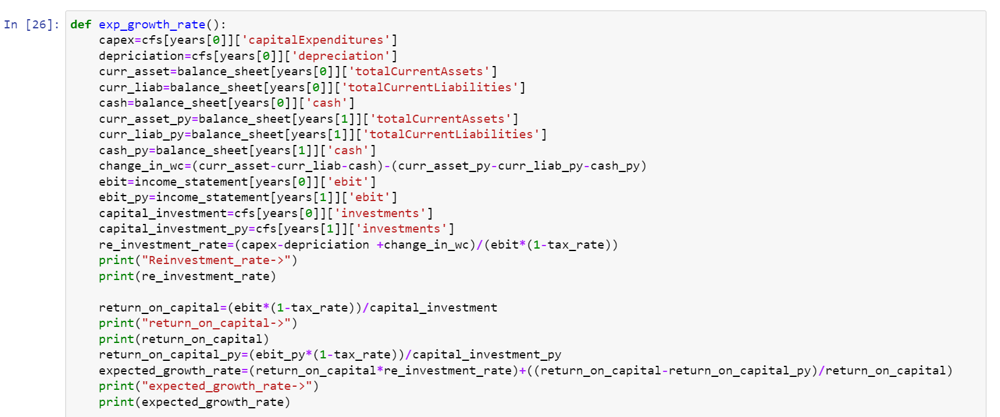 In [26]: def exp_growth_rate():
    capex=cfs[years[0]]['capitalExpenditures']
    depriciation=cfs[years[0]]['depreciation']
    curr_asset=balance_sheet[years[0]]['totalCurrentAssets']
    curr_liab=balance_sheet[years[0]]['totalCurrentLiabilities']
    cash=balance_sheet[years[0]]['cash']
    curr_asset_py=balance_sheet[years[1]]['totalCurrentAssets']
    curr_liab_py=balance_sheet[years[1]]['totalCurrentLiabilities']
    cash_py=balance_sheet[years[1]]['cash']
    change_in_wc=(curr_asset-curr_liab-cash)-(curr_asset_py-curr_liab_py-cash_py)
    ebit=income_statement[years[0]]['ebit']
    ebit_py=income_statement[years[1]]['ebit']
    capital_investment=cfs[years[0]]['investments']
    capital_investment_py=cfs[years[1]]['investments']
    re_investment_rate=(capex-depriciation +change_in_wc)/(ebit*(1-tax_rate))
    print("Reinvestment_rate->")
    print(re_investment_rate)

    return_on_capital=(ebit*(1-tax_rate))/capital_investment
    print("return_on_capital->")
    print(return_on_capital)
    return_on_capital_py=(ebit_py*(1-tax_rate))/capital_investment_py
    expected_growth_rate=(return_on_capital*re_investment_rate)+((return_on_capital-return_on_capital_py)/return_on_capital)
    print("expected_growth_rate->")
    print(expected_growth_rate)